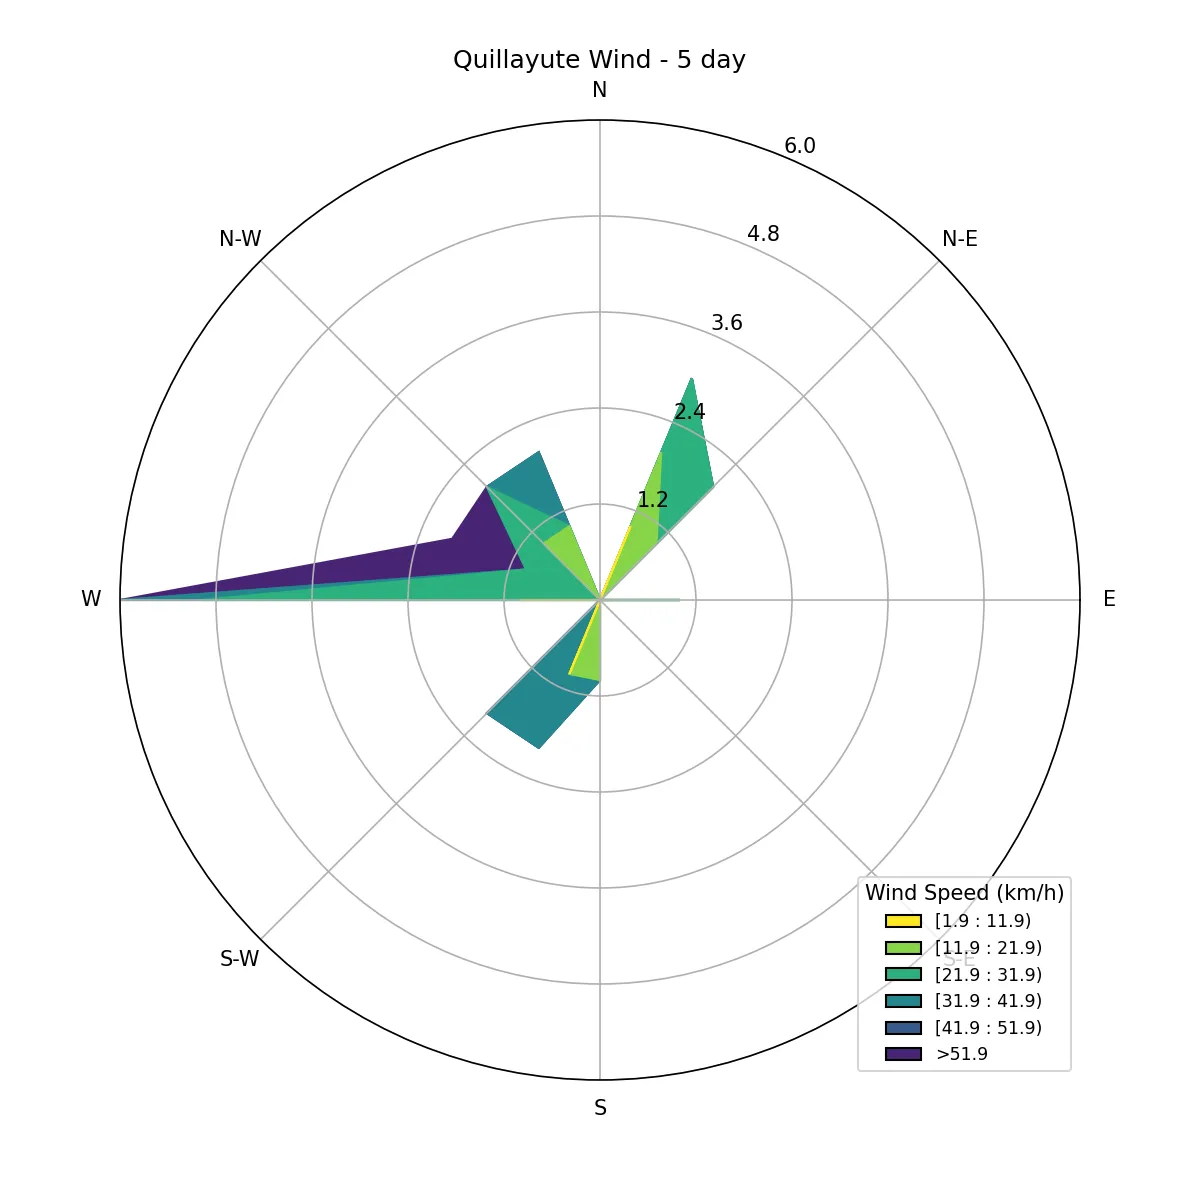 Quillayute Wind - 5 day
N
6.0
N-W
4.8
N-E
3.6
2.4
1.2
W
E
S-W
S-E
S
Wind Speed (km/h)
[1.9 : 11.9)
[11.9 : 21.9)
[21.9 : 31.9)
[31.9 : 41.9)
[41.9 : 51.9)
>51.9